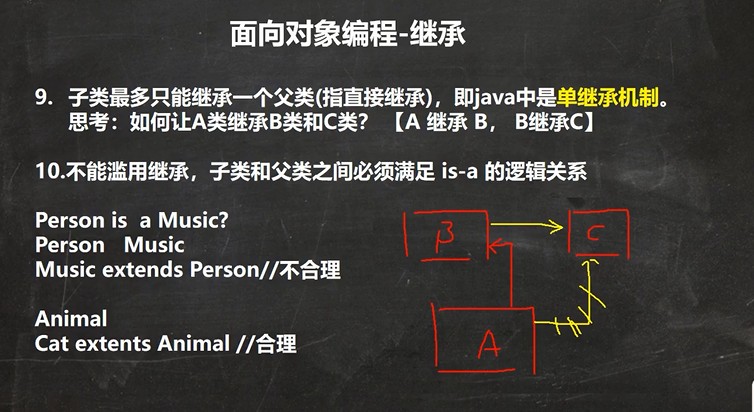 面向对象编程-继承
9. 子类最多只能继承一个父类(指直接继承)，即java中是单继承机制。
思考：如何让A类继承B类和C类？ 【A 继承 B， B继承C】
10.不能滥用继承，子类和父类之间必须满足 is-a 的逻辑关系
Person is a Music?
Person Music
Music extends Person//不合理
Animal
Cat extents Animal //合理
B
C
A